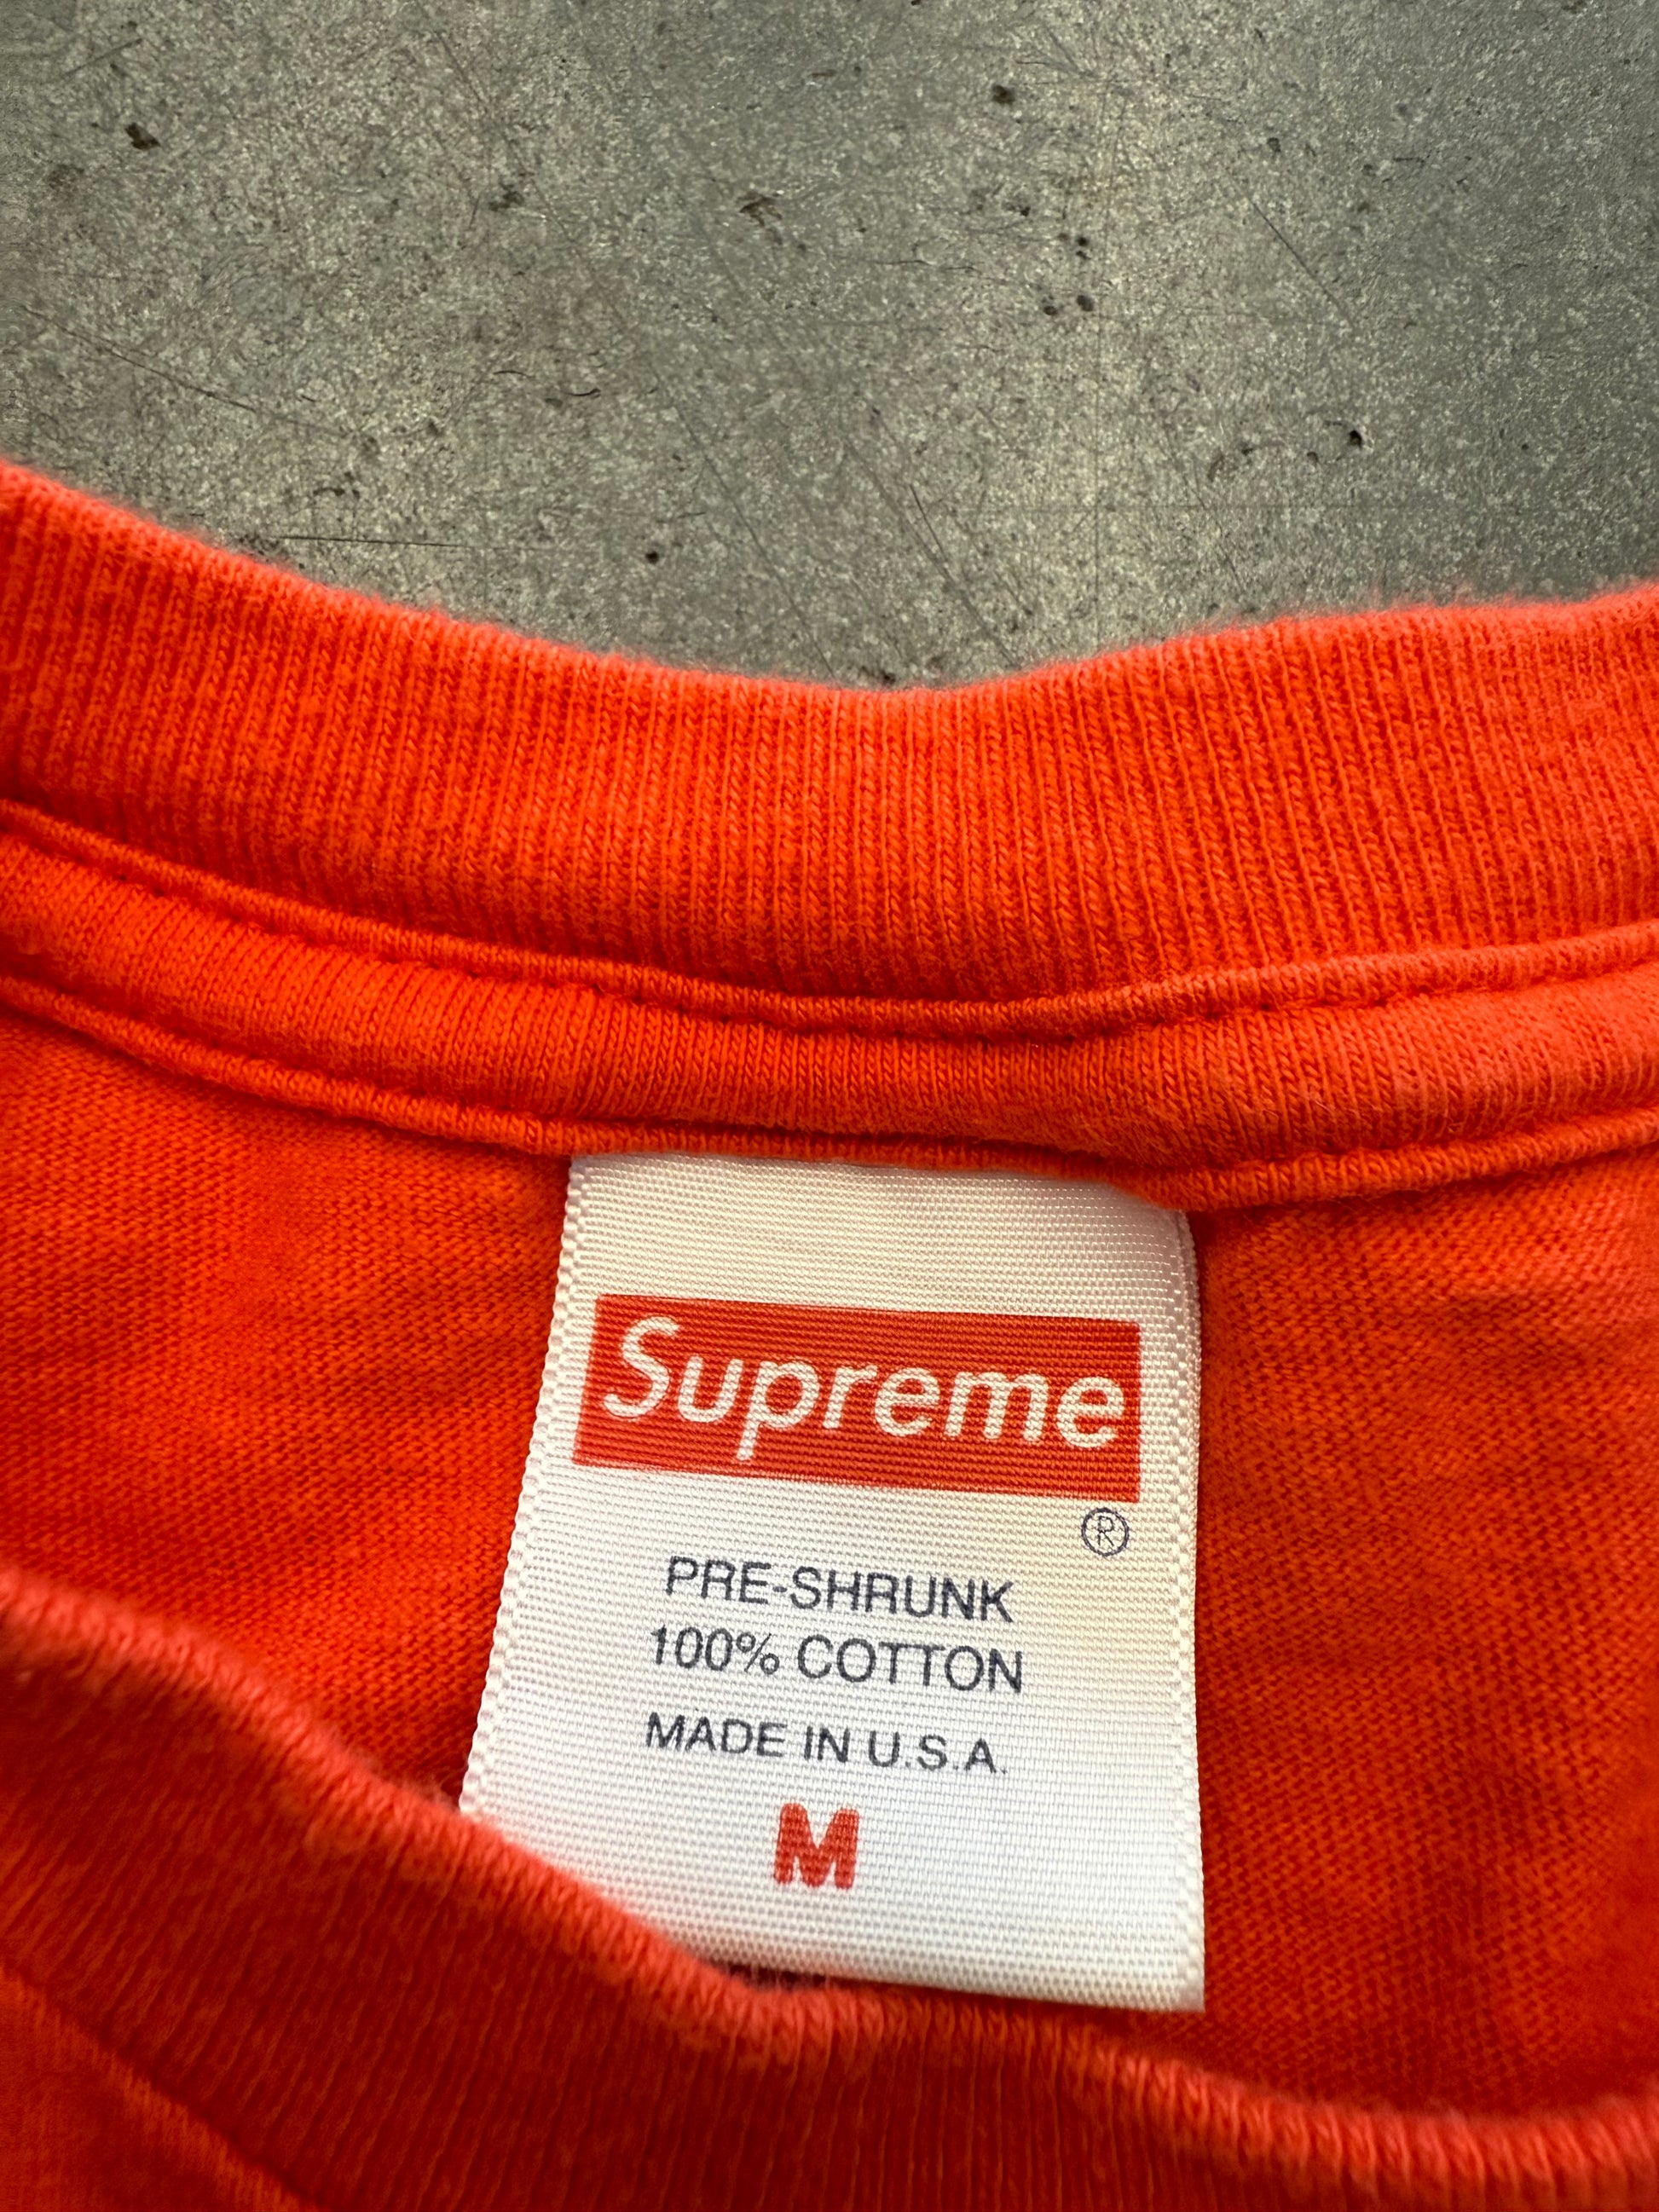 Supreme
®
PRE-SHRUNK
100% COTTON
MADE IN U.S.A.
M